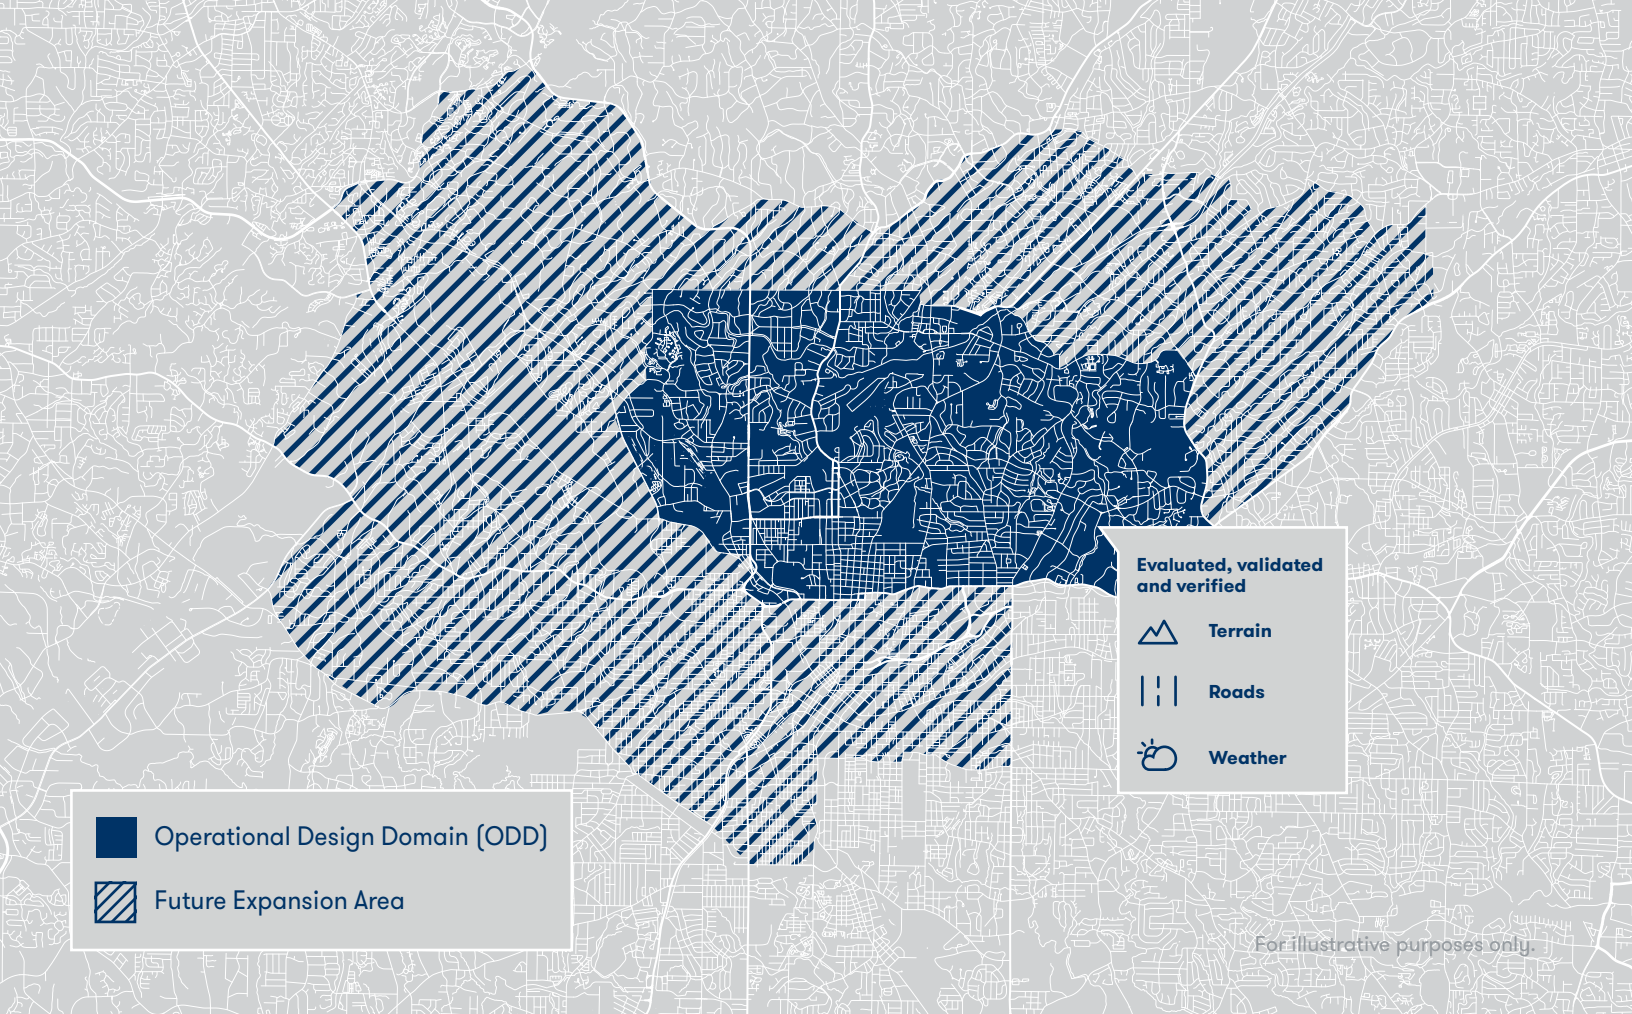 Evaluated, validated
and verified
Terrain
Roads
Weather
Operational Design Domain (ODD)
Future Expansion Area
For illustrative purposes only.